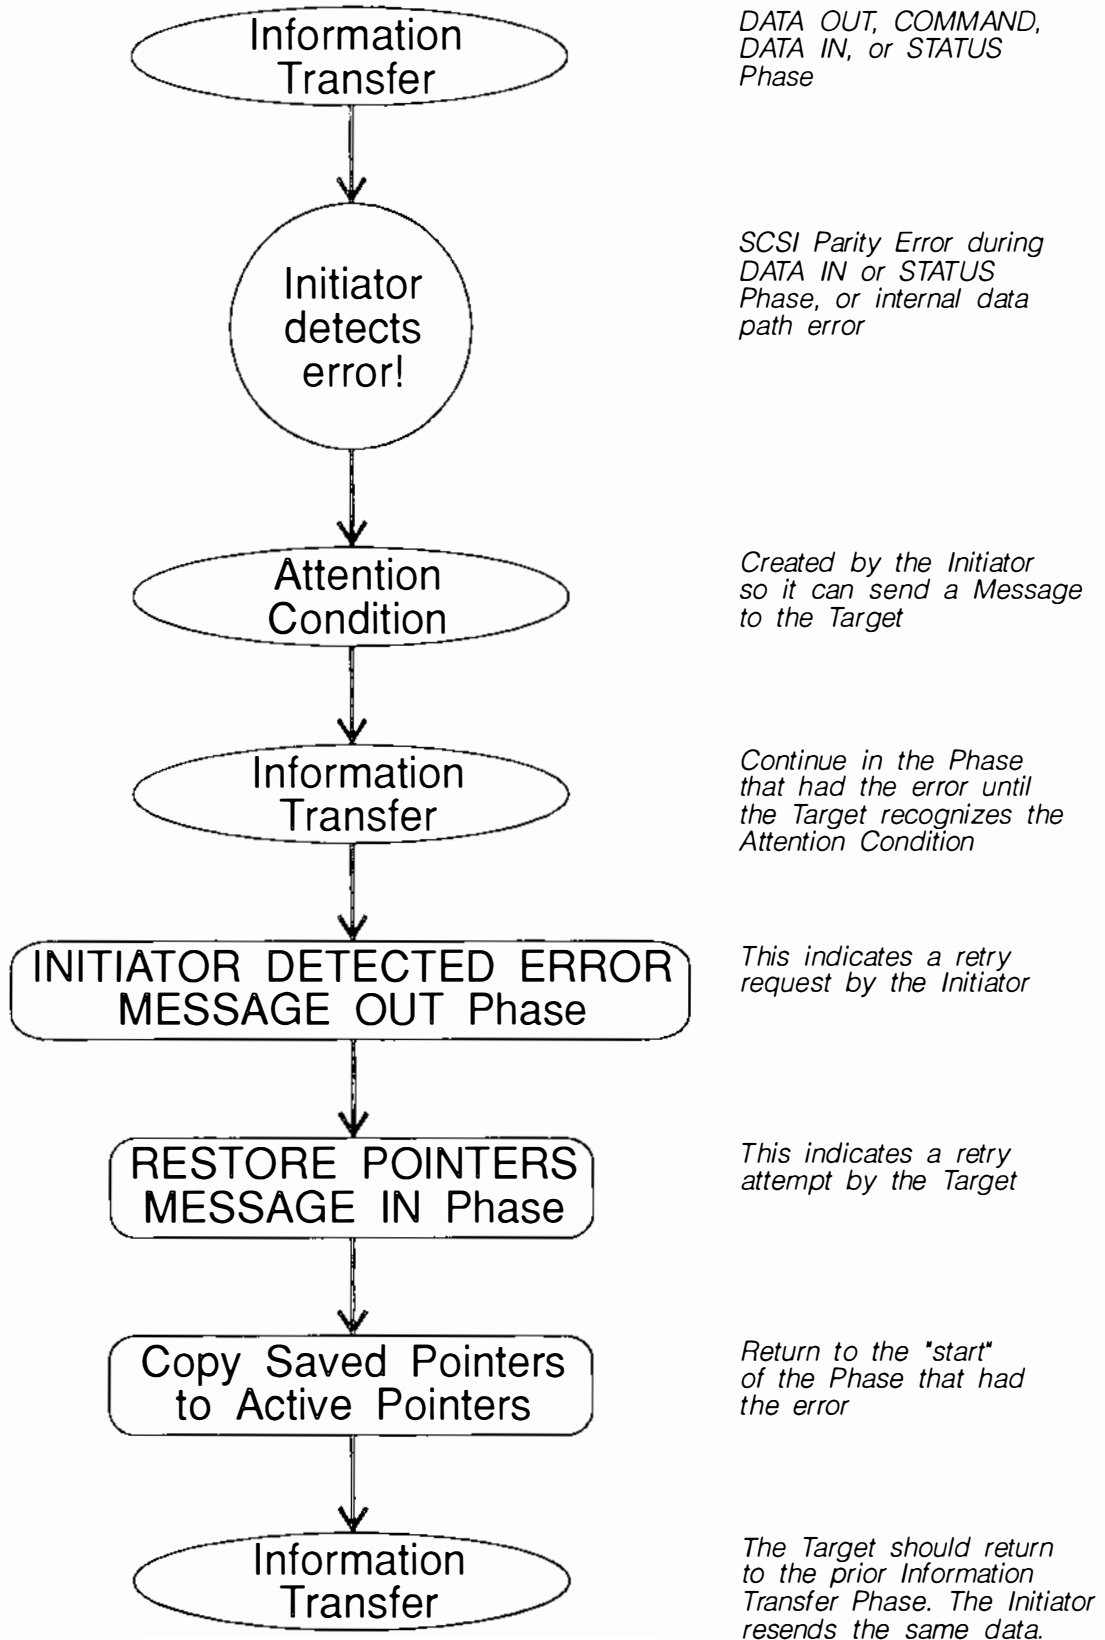 Information
Transfer
DATA OUT, COMMAND,
DATA IN, or STATUS
Phase
Initiator
detects
error!
SCSI Parity Error during
DATA IN or STATUS
Phase, or internal data
path error
Attention
Condition
Created by the Initiator
so it can send a Message
to the Target
Information
Transfer
Continue in the Phase
that had the error until
the Target recognizes the
Attention Condition
INITIATOR DETECTED ERROR
MESSAGE OUT Phase
This indicates a retry
request by the Initiator
RESTORE POINTERS
MESSAGE IN Phase
This indicates a retry
attempt by the Target
Copy Saved Pointers
to Active Pointers
Return to the "start"
of the Phase that had
the error
Information
Transfer
The Target should return
to the prior Information
Transfer Phase. The Initiator
resends the same data.